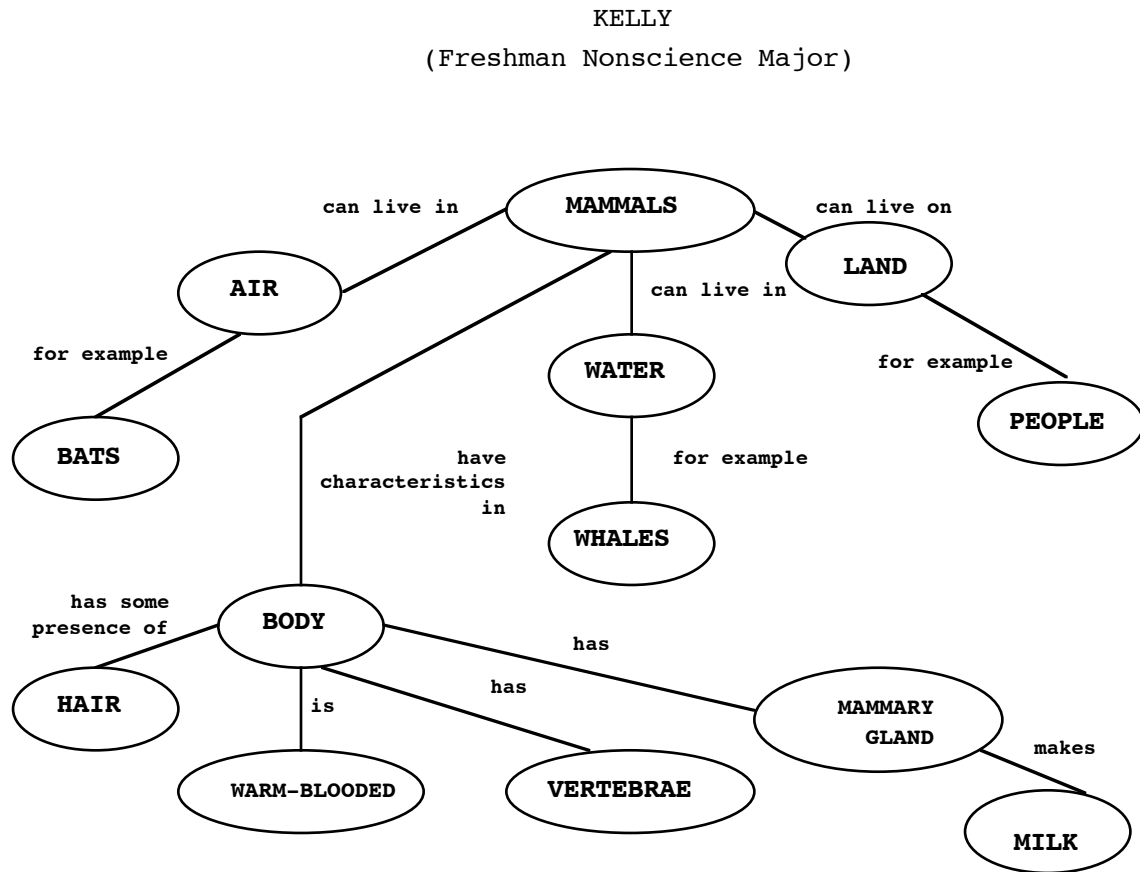 KELLY
(Freshman Nonscience Major)
can live in
MAMMALS
can live on
AIR
LAND
can live in
for example
WATER
for example
BATS
PEOPLE
have
characteristics
in
for example
WHALES
has some
presence of
BODY
has
HAIR
is
has
MAMMARY
GLAND
makes
WARM-BLOODED
VERTEBRAE
MILK